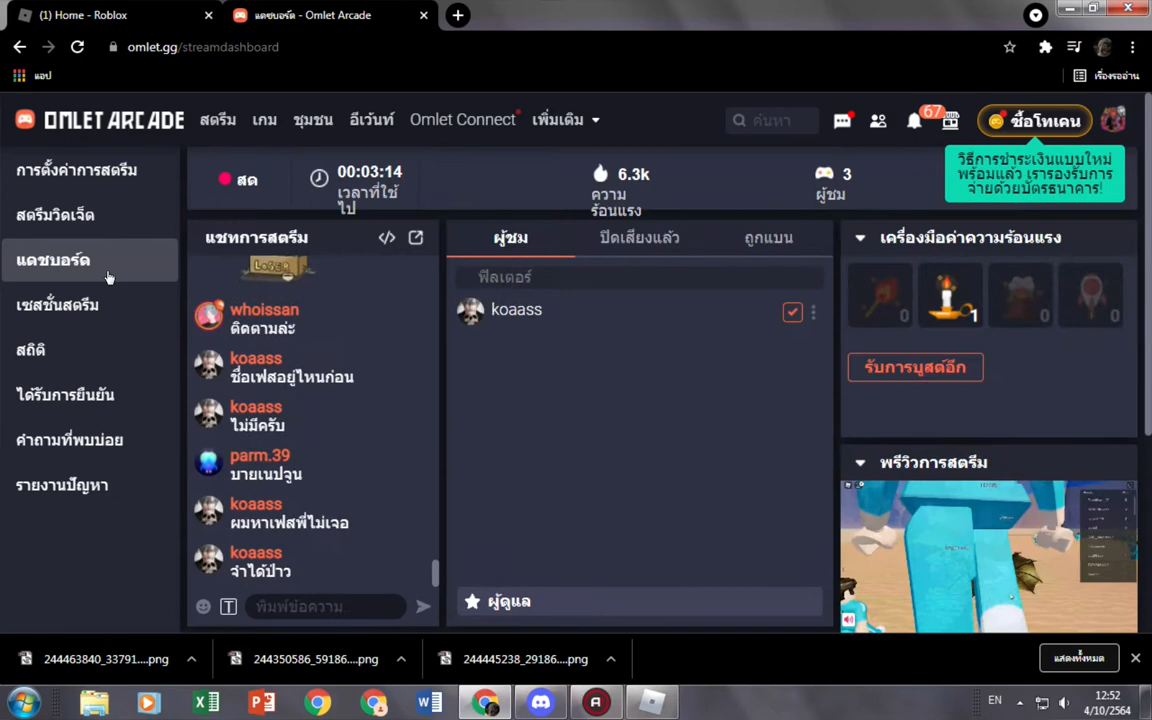 Home - Roblox
แดชบอร์ด - Omlet Arcade
omlet.gg/streamdashboard
แอป
เรื่องรออ่าน
OMLET ARCADE
สตรีม
เกม
ชุมชน
อีเว้นท์
Omlet Connect
เพิ่มเติม
ค้นหา
67
ซื้อโทเคน
วิธีการชำระเงินแบบใหม่
พร้อมแล้ว เรารองรับการ
จ่ายด้วยบัตรธนาคาร!
การตั้งค่าการสตรีม
สตรีมวิดเจ็ต
แดชบอร์ด
เซสชั่นสตรีม
สถิติ
ได้รับการยืนยัน
คำถามที่พบบ่อย
รายงานปัญหา
สด
00:03:14
เวลาที่ใช้
ไป
6.3k
ความ
ร้อนแรง
3
ผู้ชม
แชทการสตรีม
LOSER
whoissan
ติดตามล่ะ
koaass
ชื่อเฟสอยู่ไหนก่อน
koaass
ไม่มีครับ
parm.39
บายเนปจูน
koaass
ผมหาเฟสพี่ไม่เจอ
koaass
จำได้ป่าว
T
พิมพ์ข้อความ
ผู้ชม
ปิดเสียงแล้ว
ถูกแบน
ฟิลเตอร์
koaass
ผู้ดูแล
เครื่องมือค่าความร้อนแรง
0
1
0
0
รับการบูสต์อีก
พรีวิวการสตรีม
244463840_33791....png
244350586_59186....png
244445238_29186....png
แสดงทั้งหมด
EN
12:52
4/10/2564